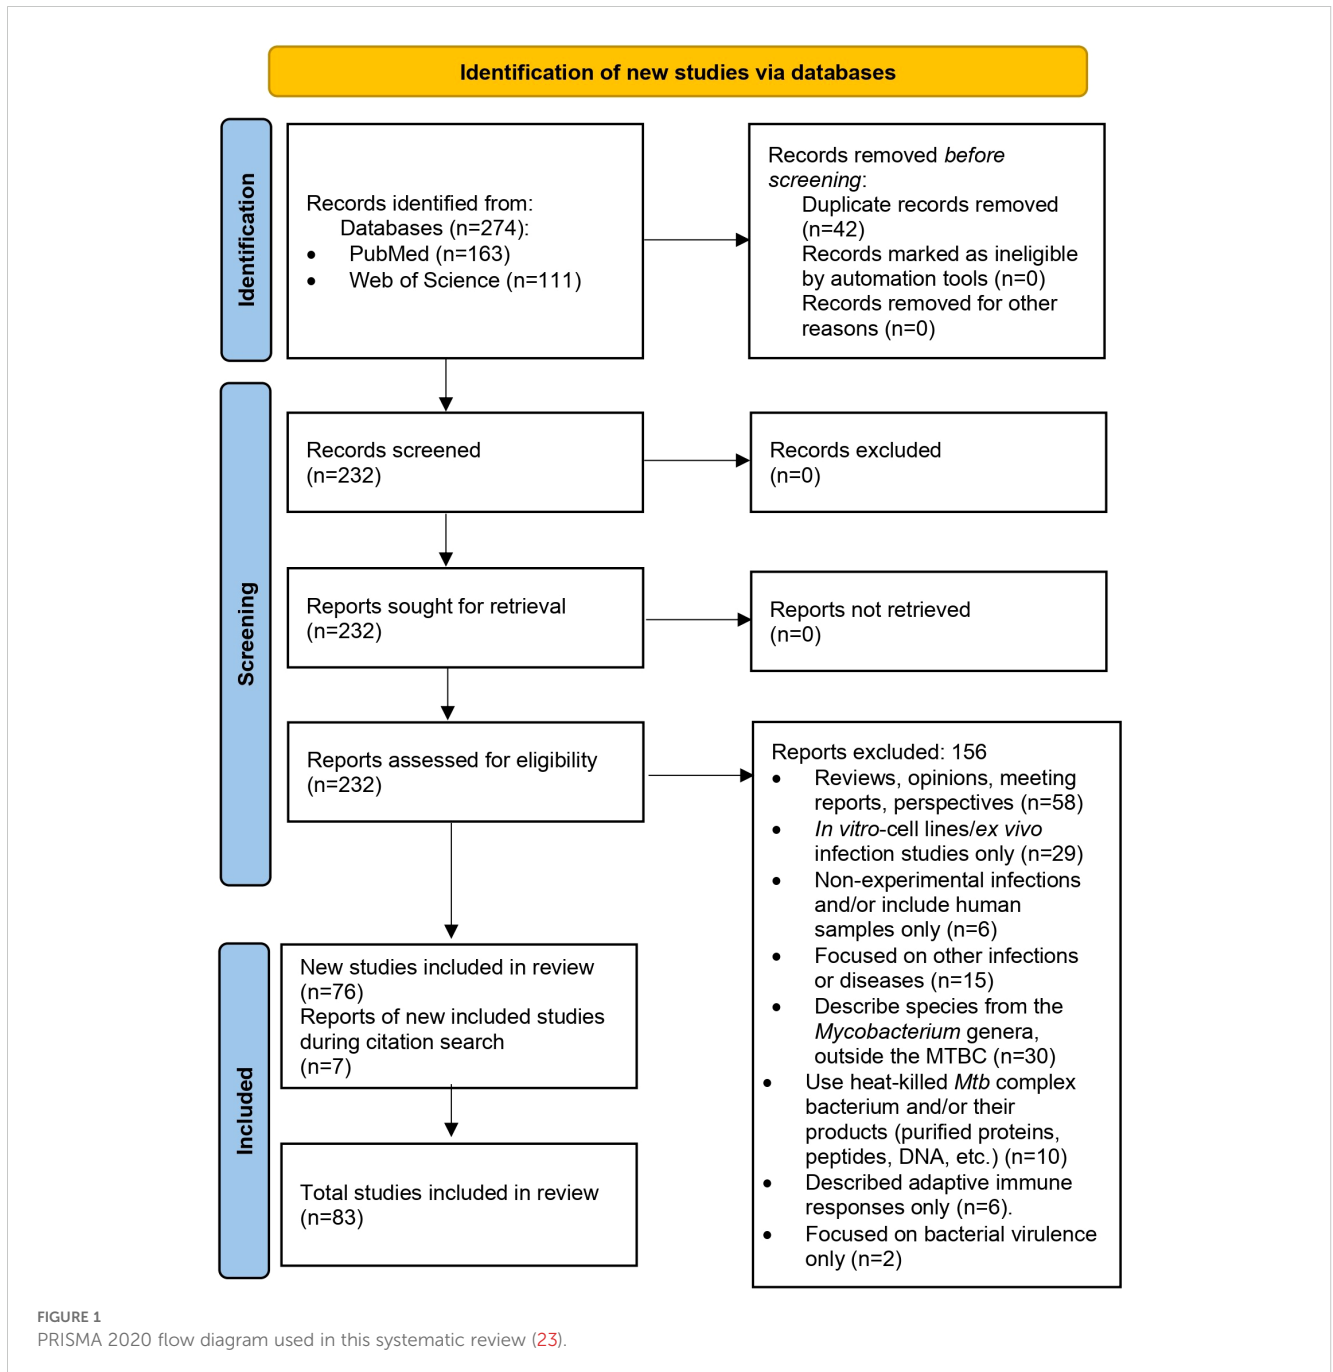 Identification of new studies via databases
Identification
Records identified from:
Databases (n=274):
• PubMed (n=163)
• Web of Science (n=111)
Records removed before
screening:
Duplicate records removed
(n=42)
Records marked as ineligible
by automation tools (n=0)
Records removed for other
reasons (n=0)
Screening
Records screened
(n=232)
Records excluded
(n=0)
Reports sought for retrieval
(n=232)
Reports not retrieved
(n=0)
Reports assessed for eligibility
(n=232)
Reports excluded: 156
• Reviews, opinions, meeting
reports, perspectives (n=58)
• In vitro-cell lines/ex vivo
infection studies only (n=29)
• Non-experimental infections
and/or include human
samples only (n=6)
• Focused on other infections
or diseases (n=15)
• Describe species from the
Mycobacterium genera,
outside the MTBC (n=30)
• Use heat-killed Mtb complex
bacterium and/or their
products (purified proteins,
peptides, DNA, etc.) (n=10)
• Described adaptive immune
responses only (n=6).
• Focused on bacterial virulence
only (n=2)
Included
New studies included in review
(n=76)
Reports of new included studies
during citation search
(n=7)
Total studies included in review
(n=83)
FIGURE 1
PRISMA 2020 flow diagram used in this systematic review (23).